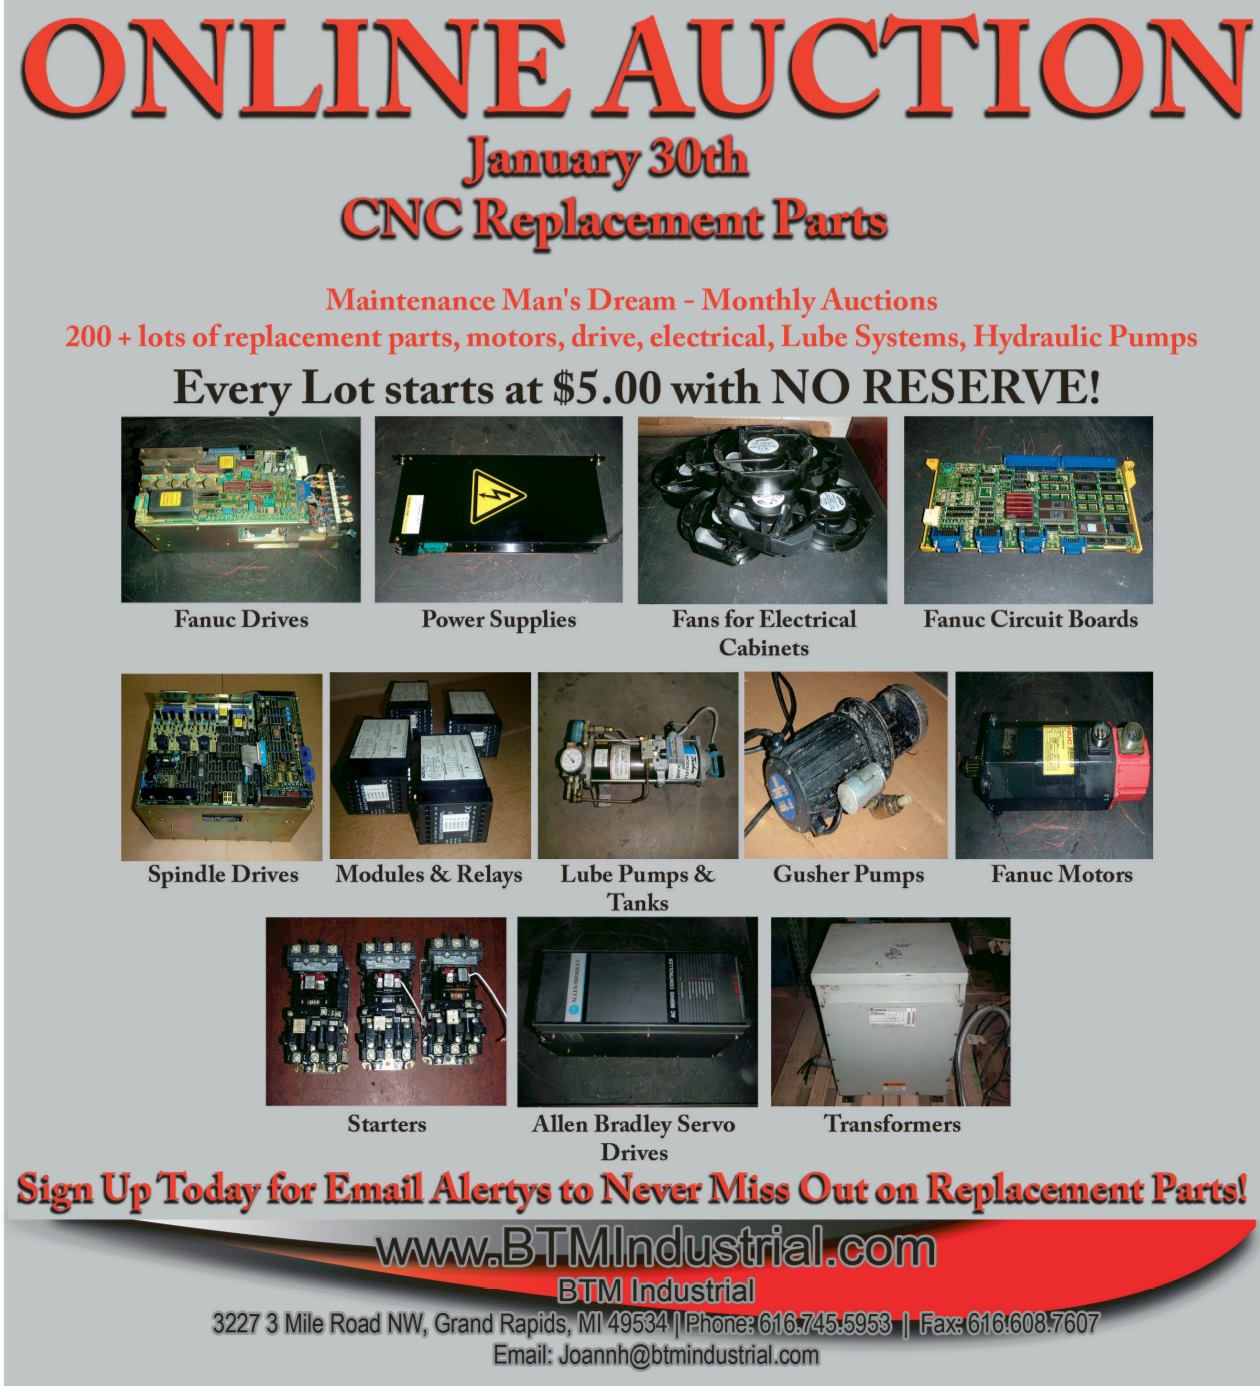 ONLINE AUCTION
January 30th
CNC Replacement Parts
Maintenance Man's Dream - Monthly Auctions
200 + lots of replacement parts, motors, drive, electrical, Lube Systems, Hydraulic Pumps
Every Lot starts at $5.00 with NO RESERVE!
Fanuc Drives
Power Supplies
Fans for Electrical
Cabinets
Fanuc Circuit Boards
Spindle Drives
Modules & Relays
Lube Pumps &
Tanks
Gusher Pumps
Fanuc Motors
ALLEN-BRADLEY
AC SERVO CONTROLLER
Starters
Allen Bradley Servo
Drives
Transformers
Sign Up Today for Email Alertys to Never Miss Out on Replacement Parts!
www.BTMIndustrial.com
BTM Industrial
3227 3 Mile Road NW, Grand Rapids, MI 49534 | Phone: 616.745.5953 | Fax: 616.608.7607
Email: Joannh@btmindustrial.com